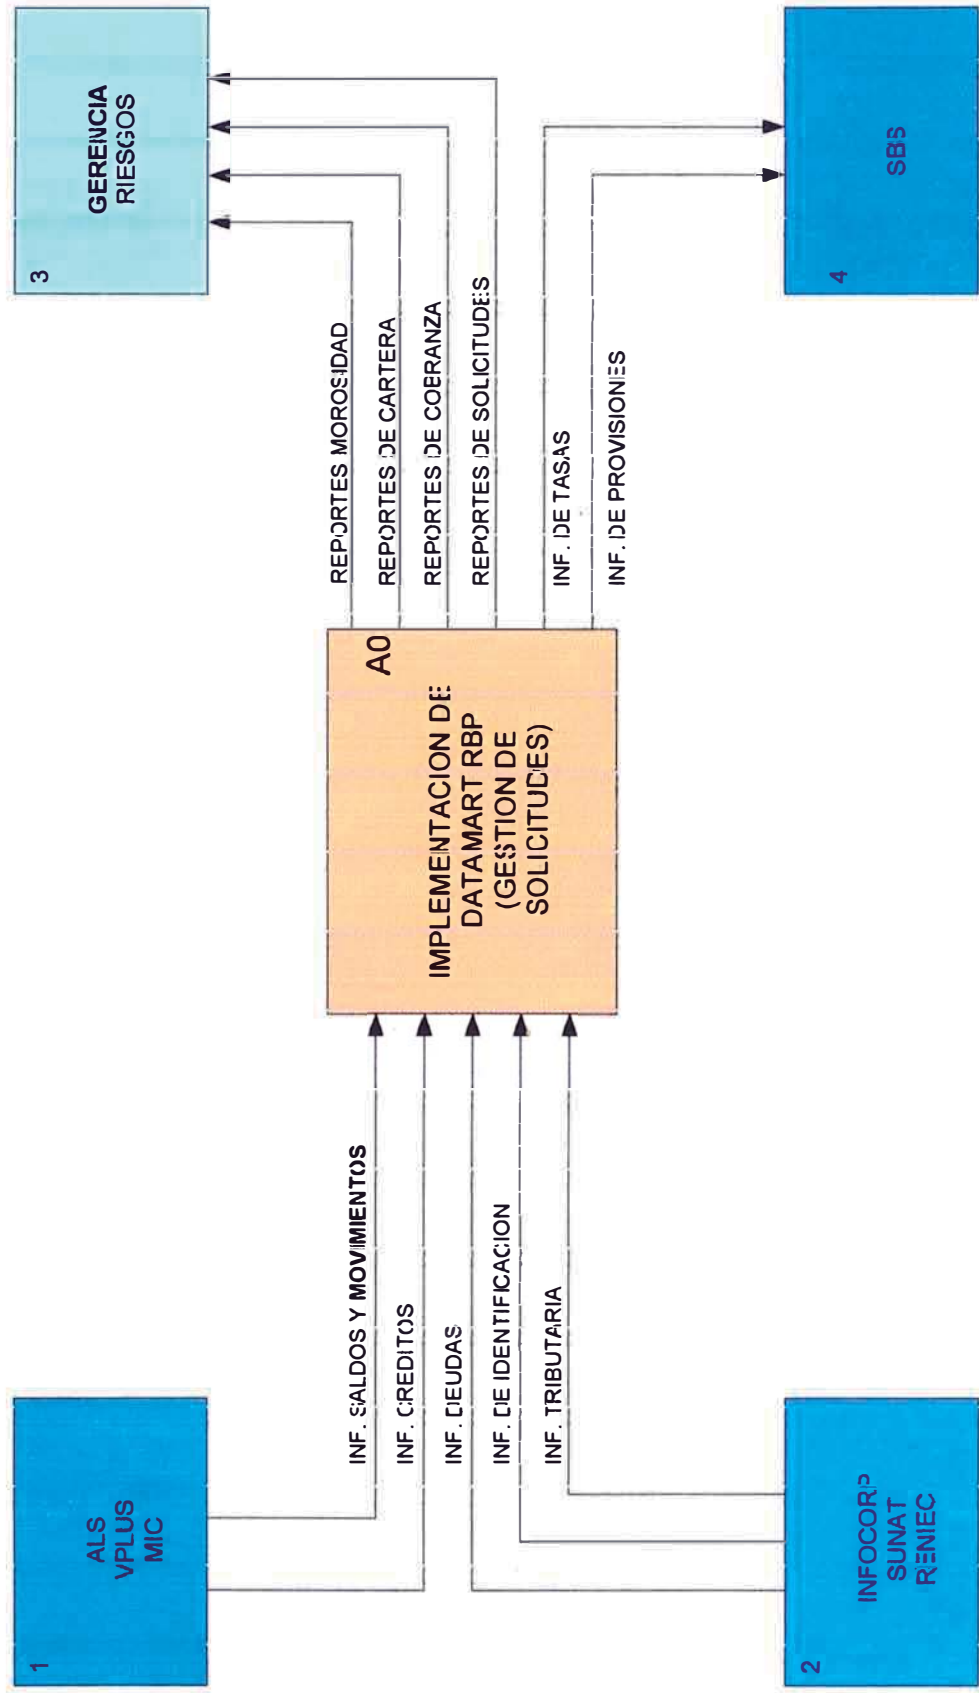 1
ALS
VPLUS
MIC
2
INFOCORP
SUNAT
RENIEC
INF. SALDOS Y MOVIMIENTOS
INF. CREDITOS
INF. DEUDAS
INF. DE IDENTIFICACION
INF. TRIBUTARIA
A0
IMPLEMENTACION DE
DATAMART RBP
(GESTION DE
SOLICITUDES)
REPORTES MOROSIDAD
REPORTES DE CARTERA
REPORTES DE COBRANZA
REPORTES DE SOLICITUDES
INF. DE TASAS
INF. DE PROVISIONES
3
GERENCIA
RIESGOS
4
SBS